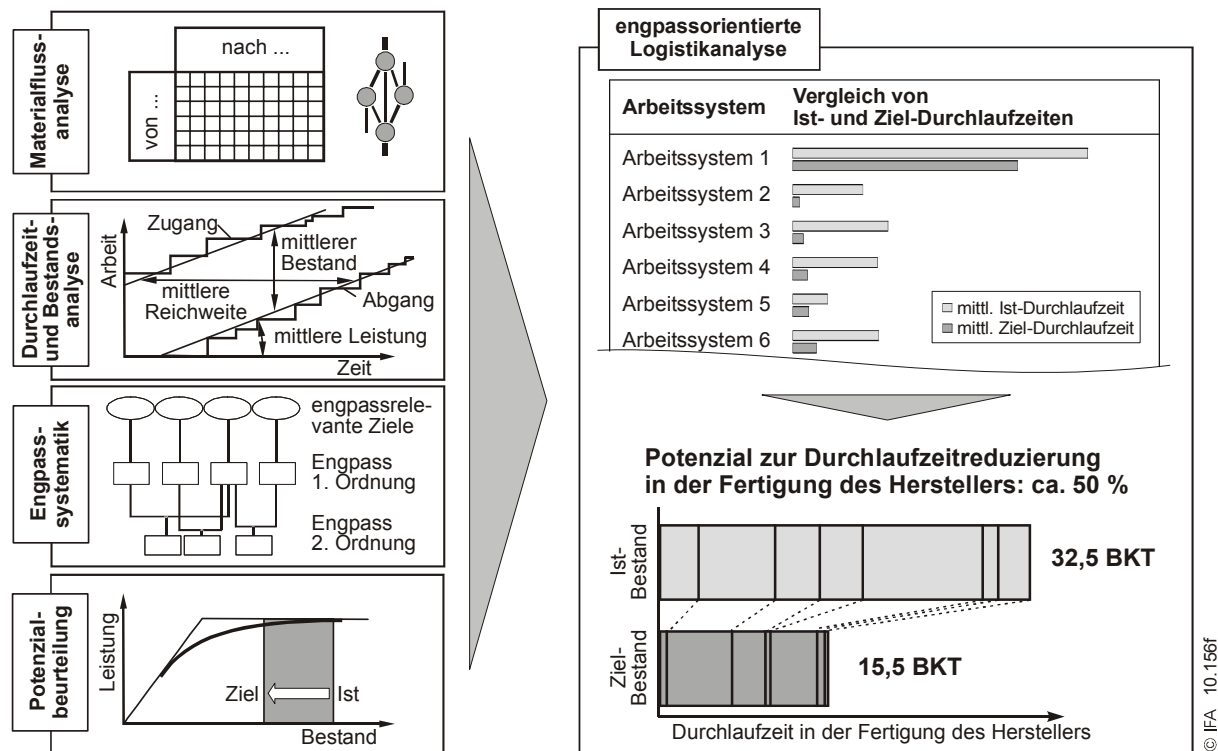 Materialfluss-
analyse
nach ...
von ...
Durchlaufzeit-
und Bestands-
analyse
Arbeit
Zugang
mittlerer
Bestand
mittlere
Reichweite
Abgang
mittlere Leistung
Zeit
Engpass-
systematik
engpassrele-
vante Ziele
Engpass
1. Ordnung
Engpass
2. Ordnung
Potenzial-
beurteilung
Leistung
Ziel
Ist
Bestand
engpassorientierte
Logistikanalyse
Arbeitssystem
Vergleich von
Ist- und Ziel-Durchlaufzeiten
Arbeitssystem 1
Arbeitssystem 2
Arbeitssystem 3
Arbeitssystem 4
Arbeitssystem 5
Arbeitssystem 6
mittl. Ist-Durchlaufzeit
mittl. Ziel-Durchlaufzeit
Potenzial zur Durchlaufzeitreduzierung
in der Fertigung des Herstellers: ca. 50 %
Ist-
Bestand
32,5 BKT
Ziel-
Bestand
15,5 BKT
Durchlaufzeit in der Fertigung des Herstellers
© IFA 10.156f